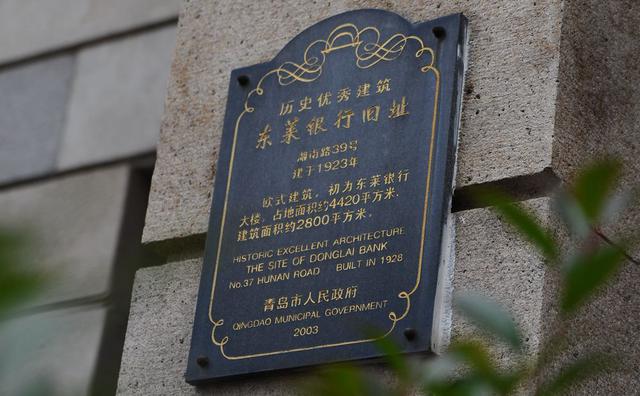 历史优秀建筑
东莱银行旧址
湖南路39号
建于1923年
欧式建筑，初为东莱银行
大楼，占地面积约4420平方米，
建筑面积约2800平方米。
HISTORIC EXCELLENT ARCHITECTURE
THE SITE OF DONGLAI BANK
No.37 HUNAN ROAD BUILT IN 1928
青岛市人民政府
QINGDAO MUNICIPAL GOVERNMENT
2003